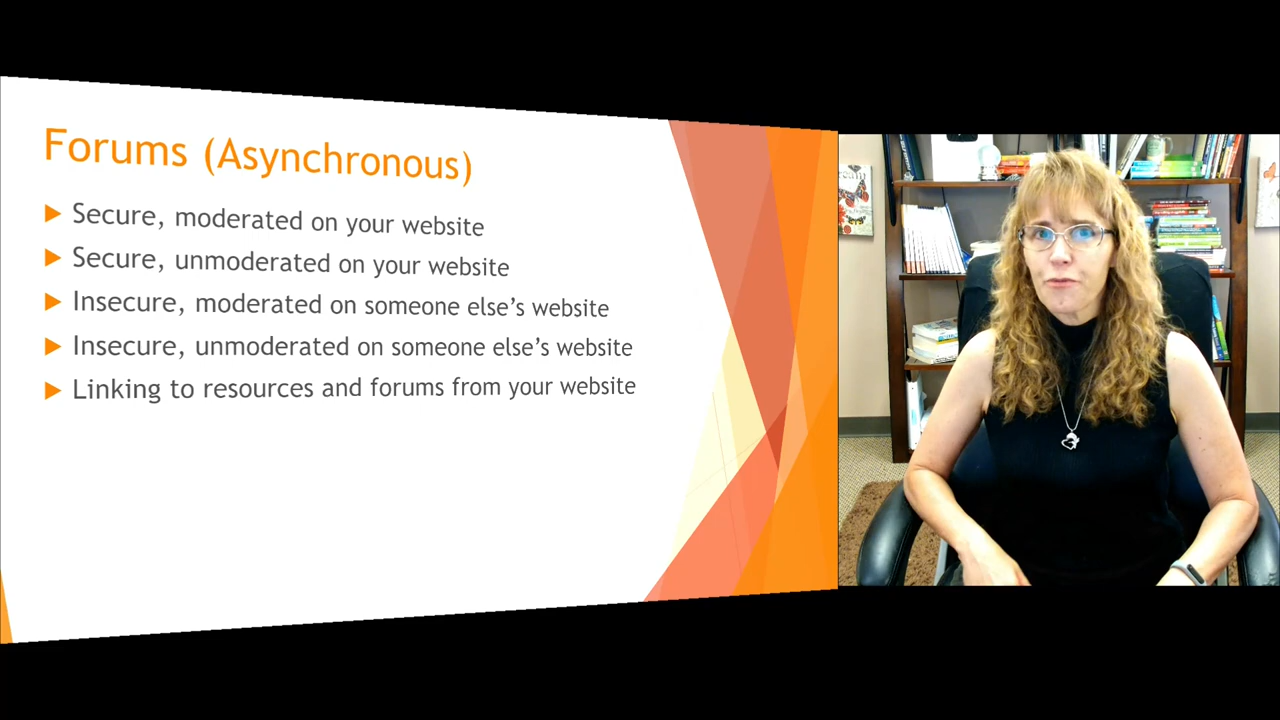 Forums (Asynchronous)
Secure, moderated on your website
Secure, unmoderated on your website
Insecure, moderated on someone else's website
Insecure, unmoderated on someone else's website
Linking to resources and forums from your website